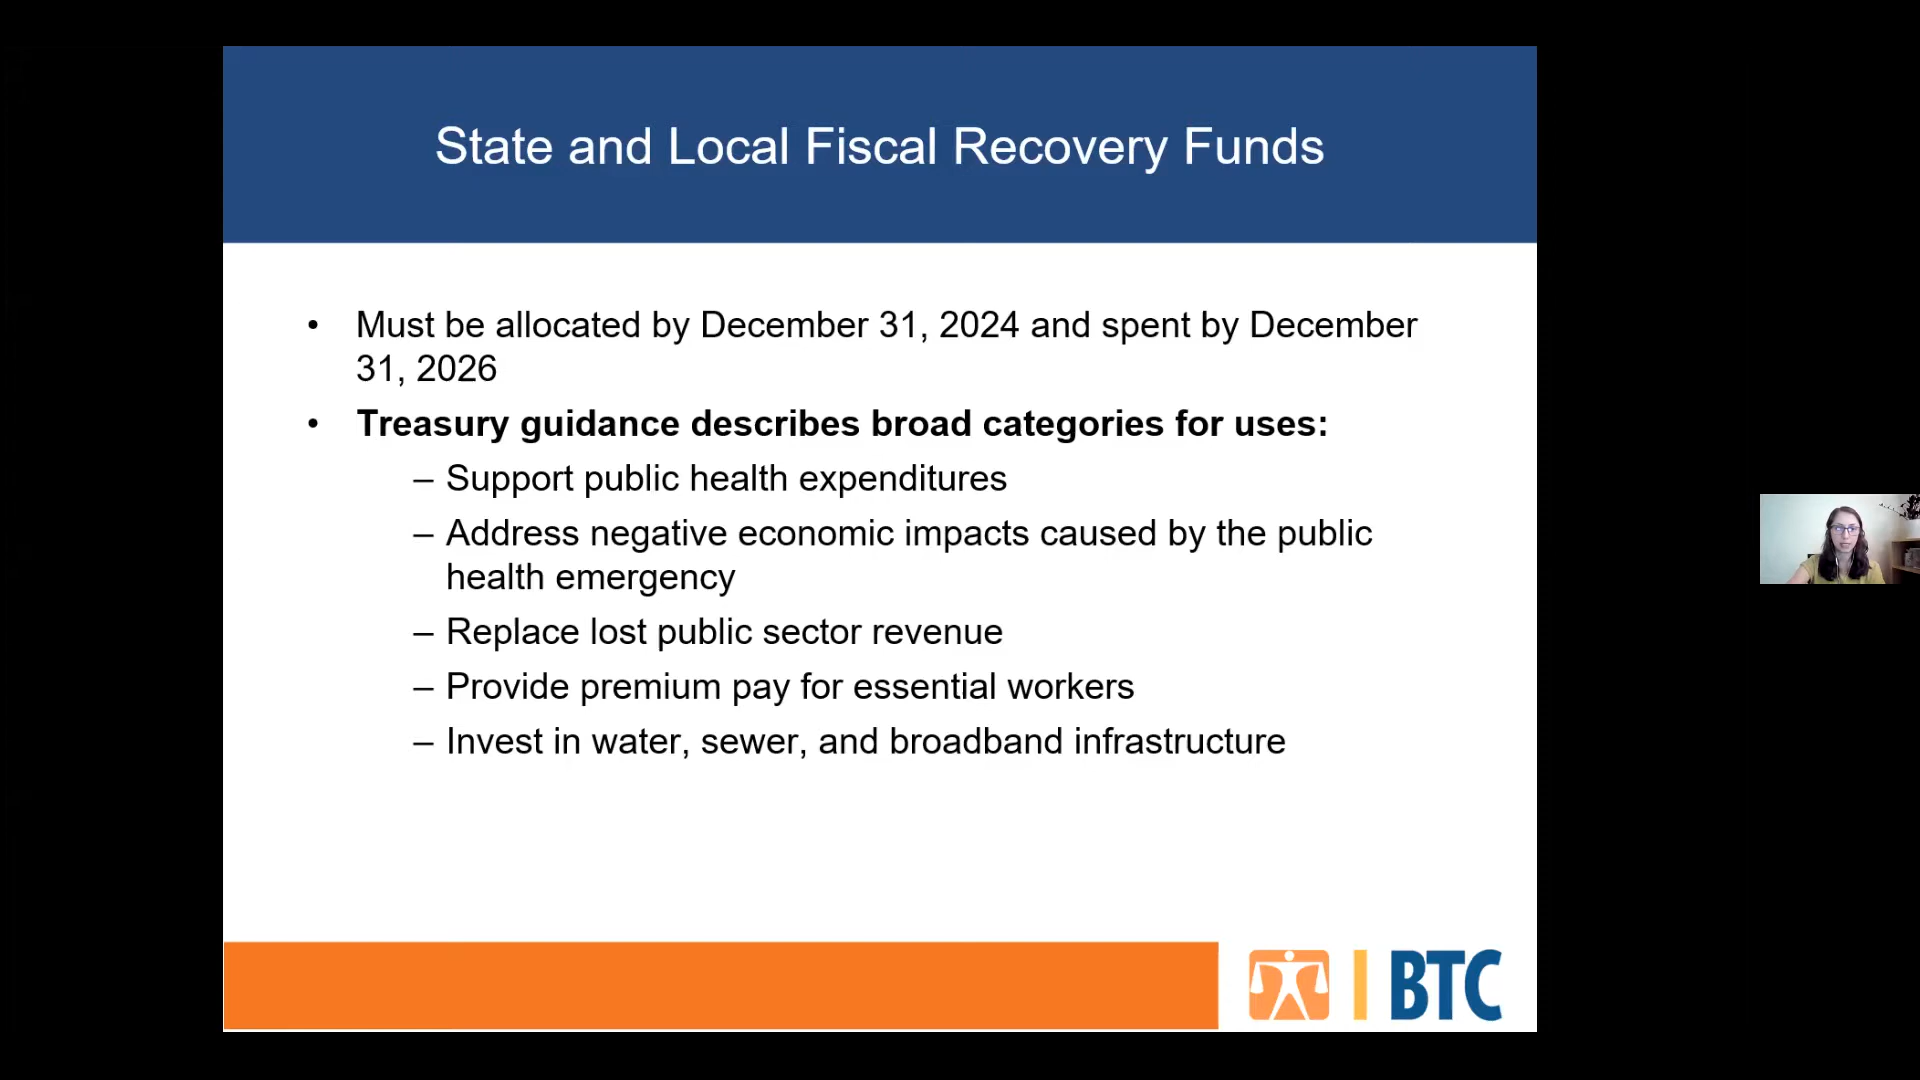 State and Local Fiscal Recovery Funds
• Must be allocated by December 31, 2024 and spent by December
31, 2026
• Treasury guidance describes broad categories for uses:
– Support public health expenditures
– Address negative economic impacts caused by the public
health emergency
– Replace lost public sector revenue
– Provide premium pay for essential workers
– Invest in water, sewer, and broadband infrastructure
BTC